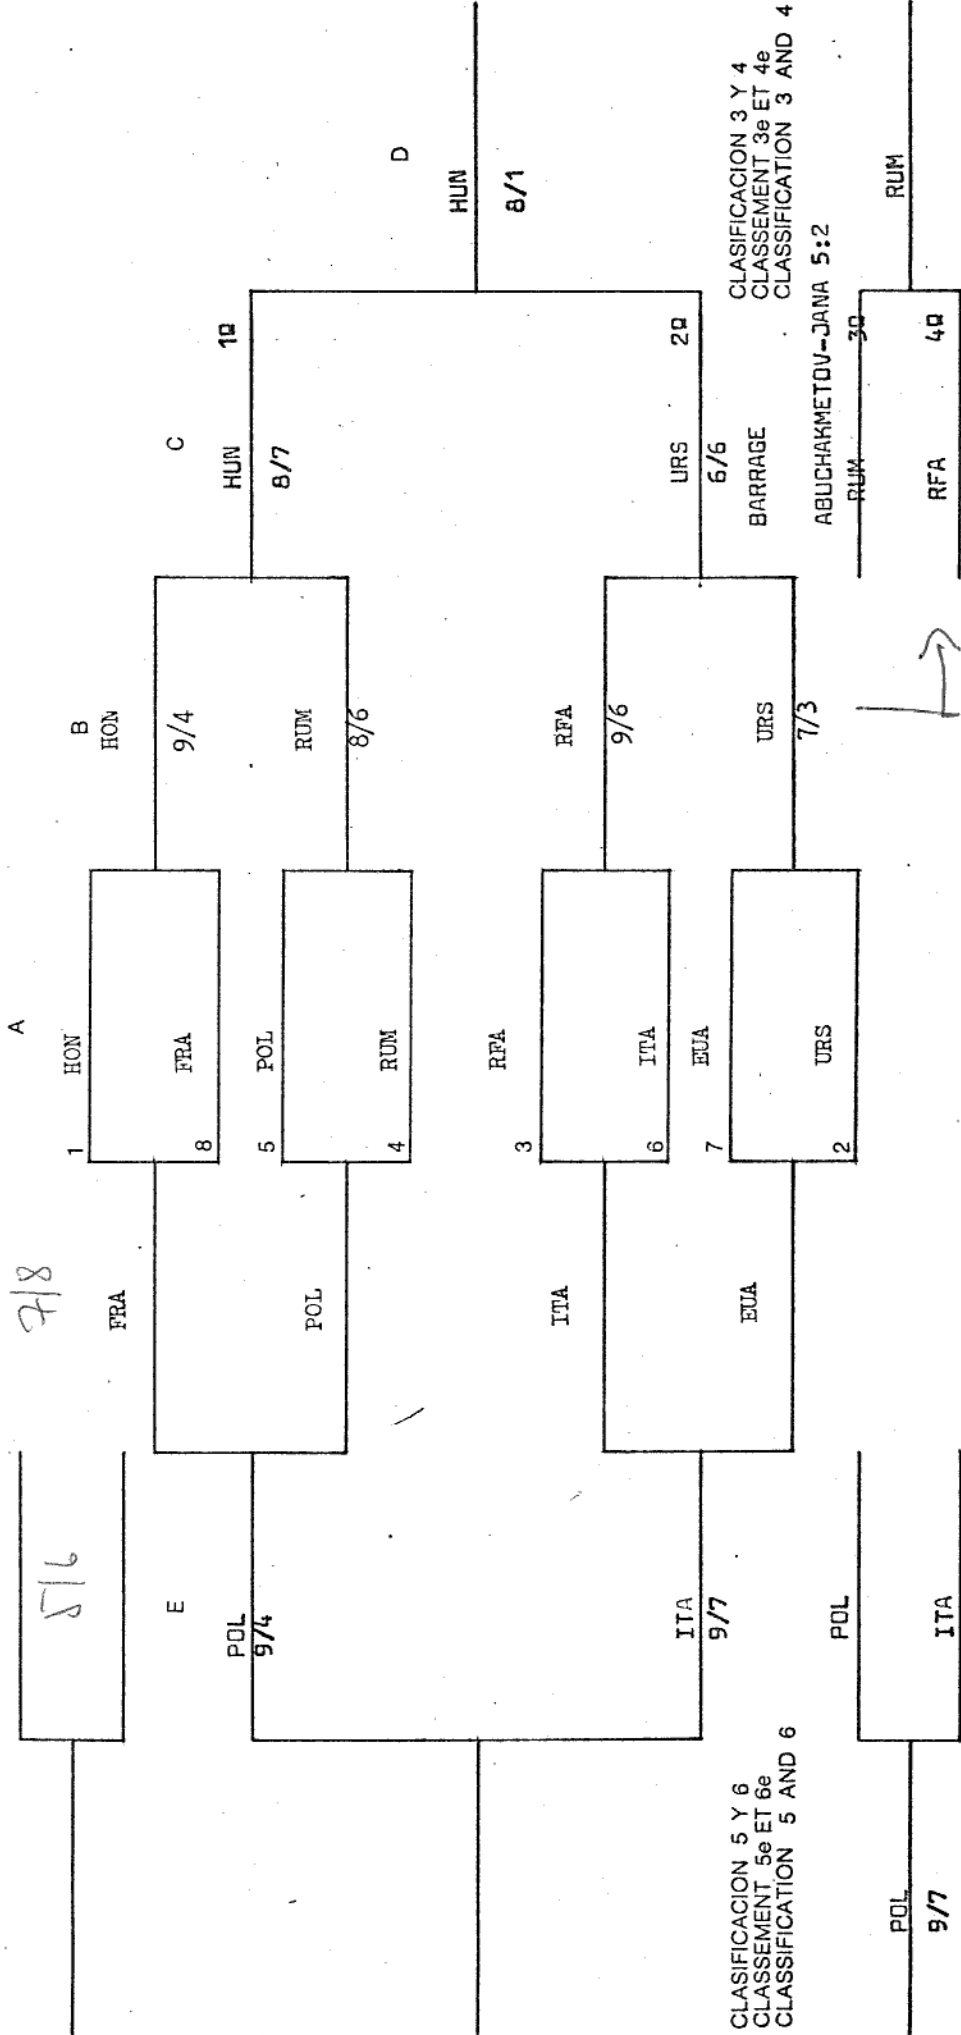 A
B
C
D
E
7/8
5/6
1
HON
8
FRA
5
POL
4
RUM
3
RFA
6
ITA
7
EUA
2
URS
HON
9/4
RUM
8/6
RFA
9/6
URS
7/3
HUN
1º
8/7
URS
2º
6/6
BARRAGE
ABUCHAKMETOV-JANA 5:2
HUN
8/1
CLASIFICACION 3 Y 4
CLASSEMENT 3e ET 4e
CLASSIFICATION 3 AND 4
RUM
3º
RFA
4º
RUM
FRA
POL
ITA
EUA
POL
9/4
ITA
9/7
CLASIFICACION 5 Y 6
CLASSEMENT 5e ET 6e
CLASSIFICATION 5 AND 6
POL
ITA
POL
9/7